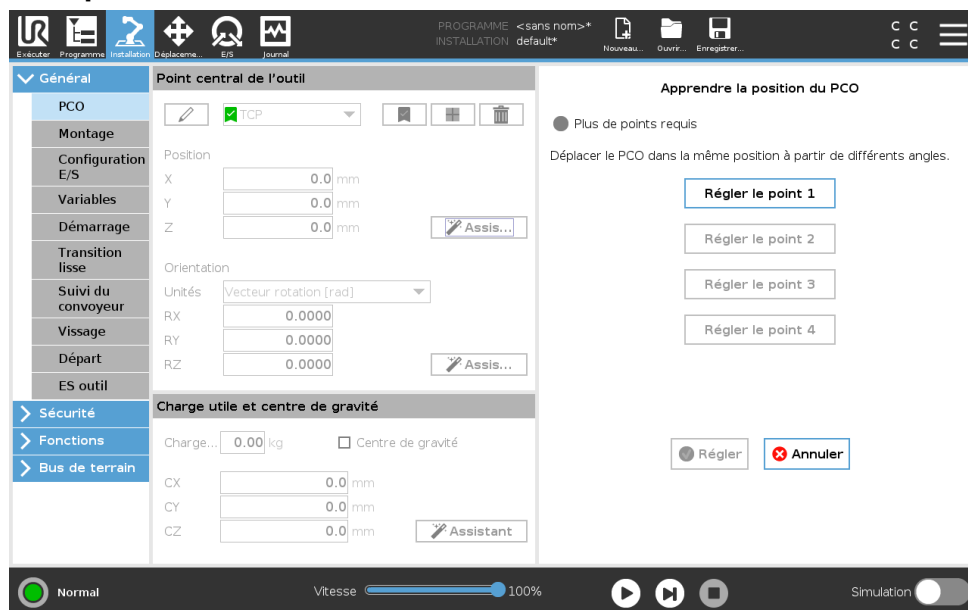 PROGRAMME <sans nom>*
INSTALLATION default*
UR
Exécuter
Programme
Installation
Déplaceme...
E/S
Journal
Nouveau...
Ouvrir...
Enregistrer...
C C
C C
Général
PCO
Montage
Configuration
E/S
Variables
Démarrage
Transition
lisse
Suivi du
convoyeur
Vissage
Départ
ES outil
Sécurité
Fonctions
Bus de terrain
Point central de l'outil
TCP
Position
X 0.0 mm
Y 0.0 mm
Z 0.0 mm
Assis...
Orientation
Unités Vecteur rotation [rad]
RX 0.0000
RY 0.0000
RZ 0.0000
Assis...
Charge utile et centre de gravité
Charge... 0.00 kg Centre de gravité
CX 0.0 mm
CY 0.0 mm
CZ 0.0 mm
Assistant
Apprendre la position du PCO
Plus de points requis
Déplacer le PCO dans la même position à partir de différents angles.
Régler le point 1
Régler le point 2
Régler le point 3
Régler le point 4
Régler
Annuler
Normal
Vitesse 100%
Simulation